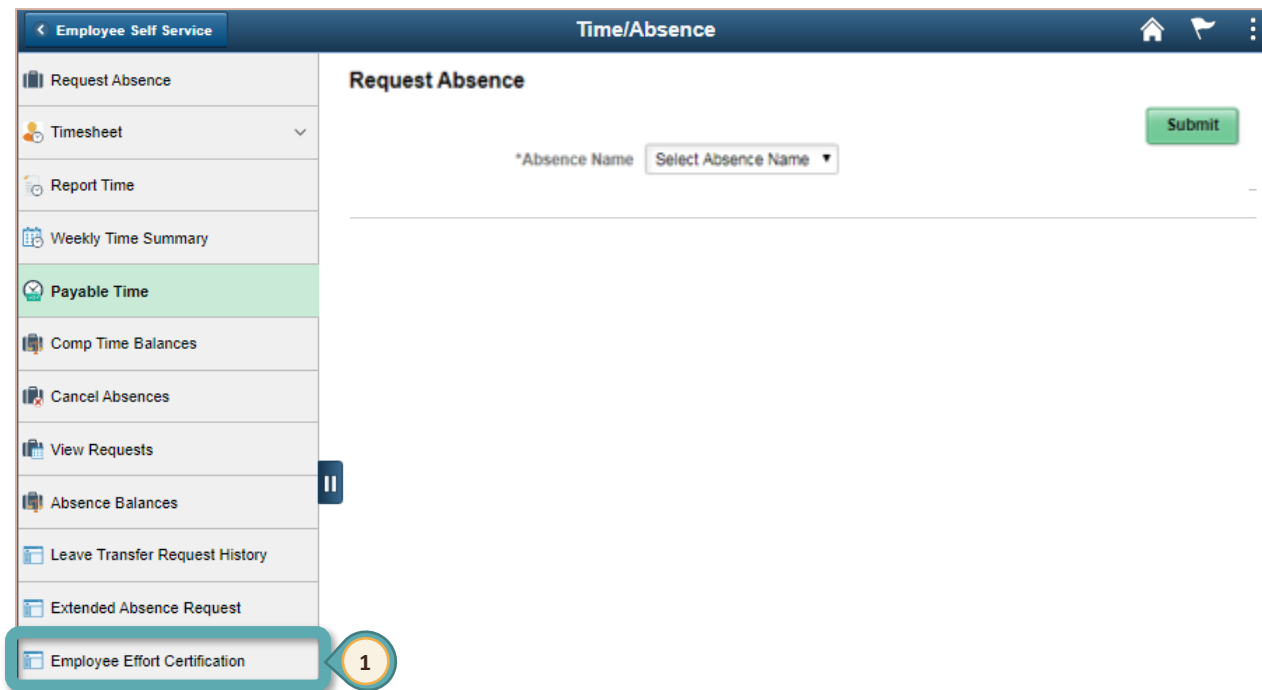 Employee Self Service
Time/Absence
Request Absence
Timesheet
Report Time
Weekly Time Summary
Payable Time
Comp Time Balances
Cancel Absences
View Requests
Absence Balances
Leave Transfer Request History
Extended Absence Request
Employee Effort Certification
1
Request Absence
Submit
*Absence Name Select Absence Name